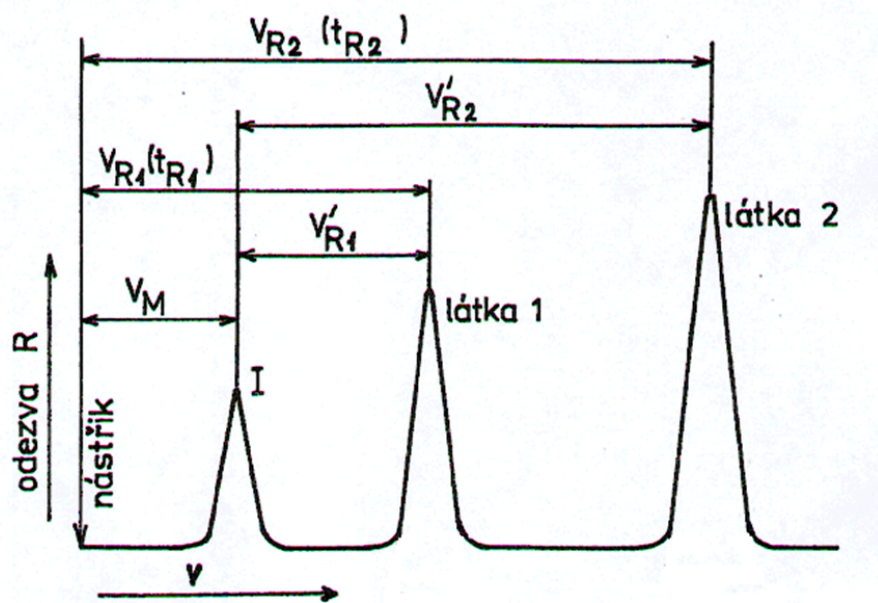 V_R2 (t_R2)
V'_R2
V_R1(t_R1)
V'_R1
V_M
I
látka 1
látka 2
odezva R
nástřik
V